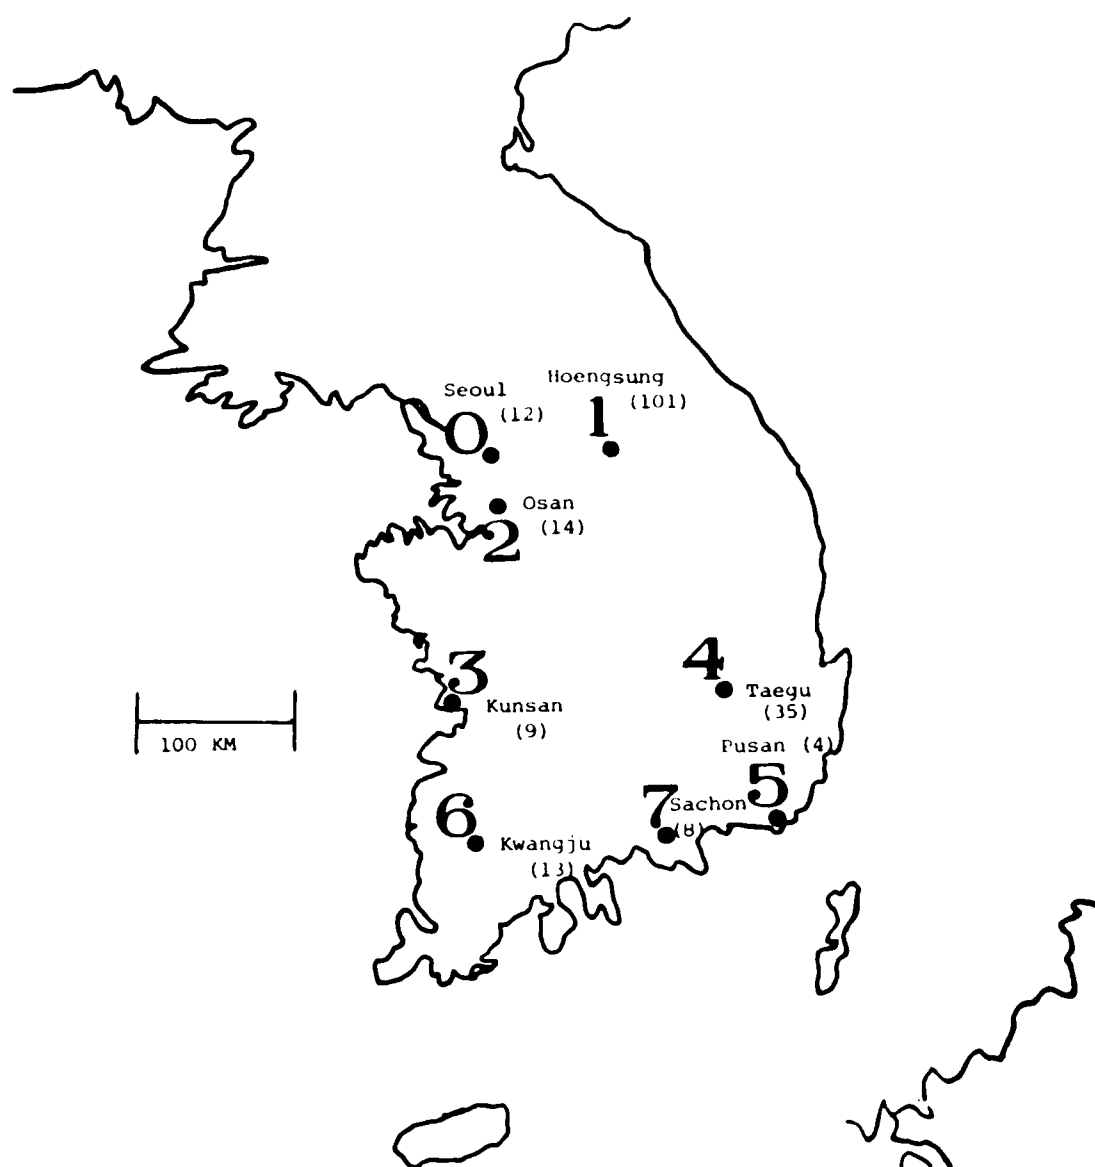 Seoul
(12)
0
Hoengsung
(101)
1
Osan
(14)
2
3
Kunsan
(9)
4
Taegu
(35)
100 KM
Pusan (4)
5
6
Kwangju
(13)
7
Sachon
(8)